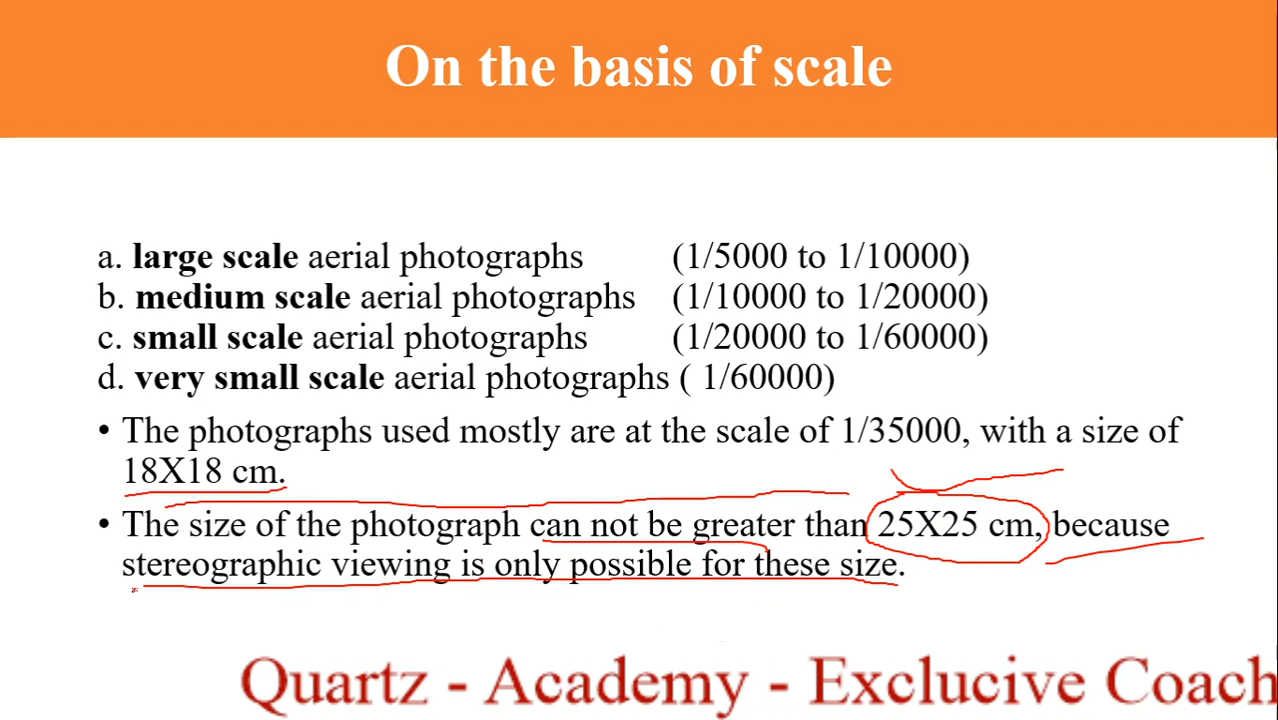 On the basis of scale
a. large scale aerial photographs (1/5000 to 1/10000)
b. medium scale aerial photographs (1/10000 to 1/20000)
c. small scale aerial photographs (1/20000 to 1/60000)
d. very small scale aerial photographs ( 1/60000)
• The photographs used mostly are at the scale of 1/35000, with a size of
18X18 cm.
• The size of the photograph can not be greater than 25X25 cm, because
stereographic viewing is only possible for these size.
Quartz - Academy - Exclucive Coach